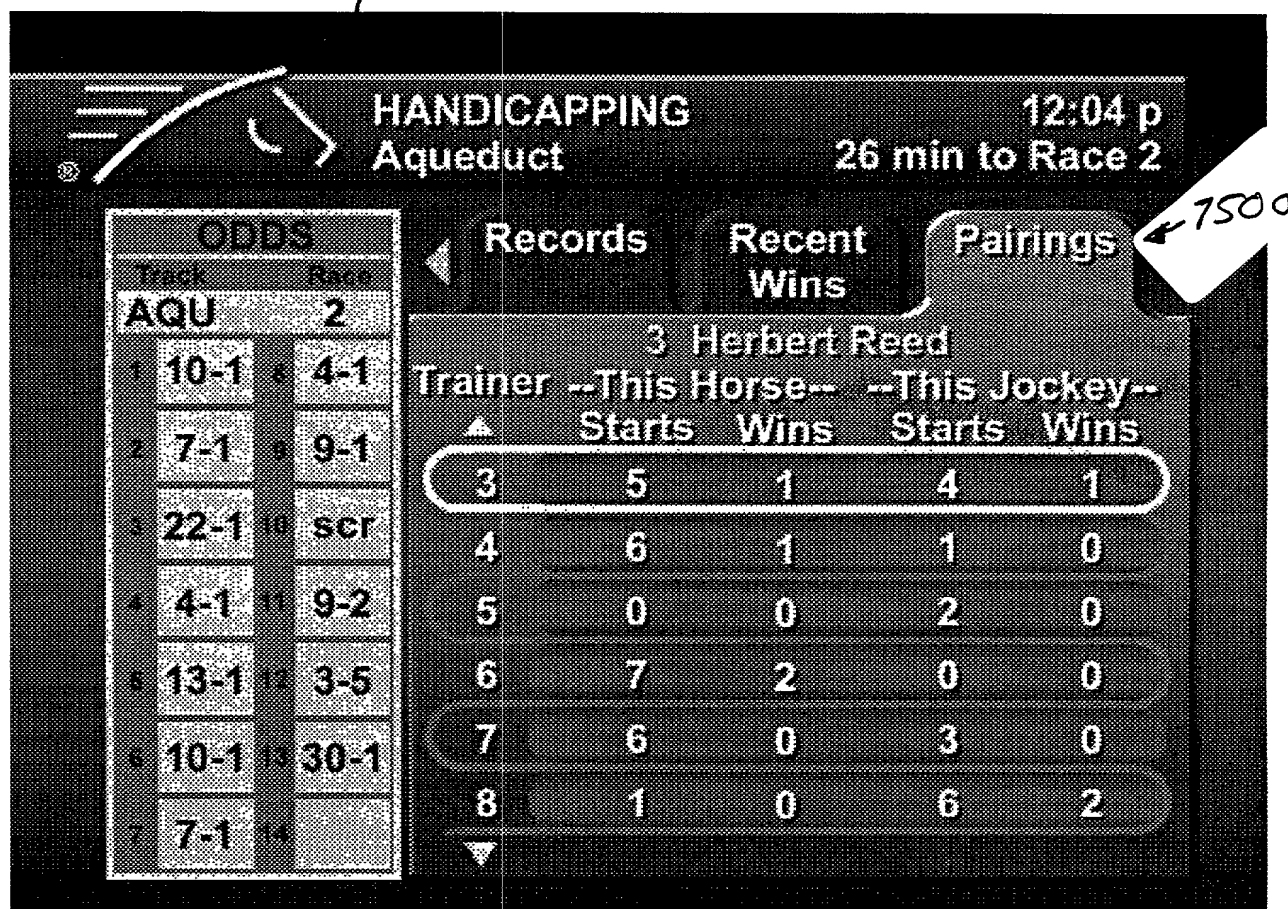 HANDICAPPING 12:04 p
Aqueduct 26 min to Race 2
®
7500
ODDS
Track Race
AQU 2
1 10-1 8 4-1
2 7-1 9 9-1
3 22-1 10 scr
4 4-1 11 9-2
5 13-1 12 3-5
6 10-1 13 30-1
7 7-1 14
Records Recent Wins Pairings
3 Herbert Reed
Trainer --This Horse-- --This Jockey--
Starts Wins Starts Wins
3 5 1 4 1
4 6 1 1 0
5 0 0 2 0
6 7 2 0 0
7 6 0 3 0
8 1 0 6 2